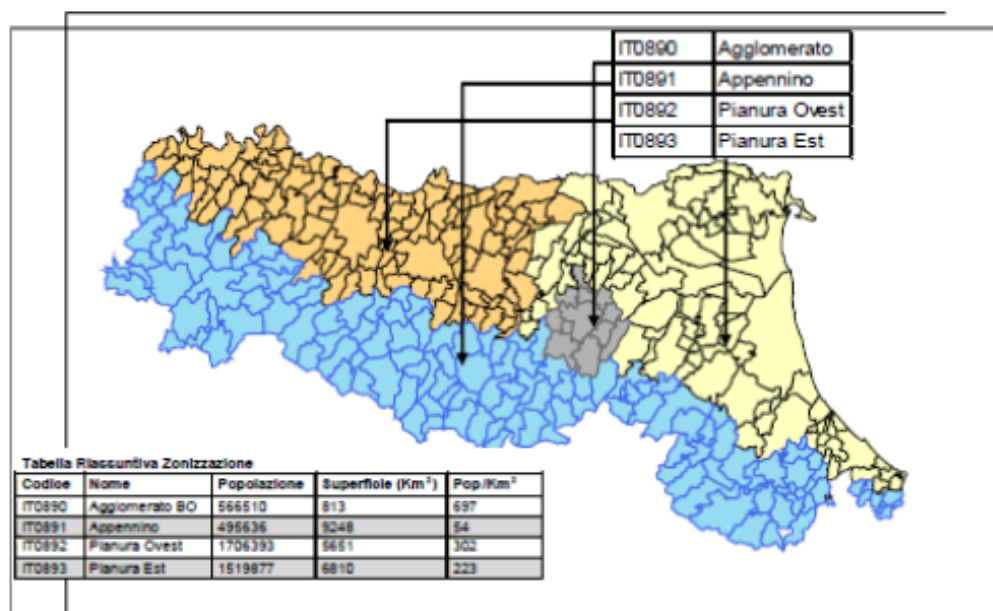 IT0890 Agglomerato
IT0891 Appennino
IT0892 Pianura Ovest
IT0893 Pianura Est
Tabella Riassuntiva Zonizzazione
Codice Nome Popolazione Superficie (Km²) Pop/Km²
IT0890 Agglomerato BO 566510 813 697
IT0891 Appennino 495636 9248 54
IT0892 Pianura Ovest 1706393 5651 302
IT0893 Pianura Est 1519877 6810 223